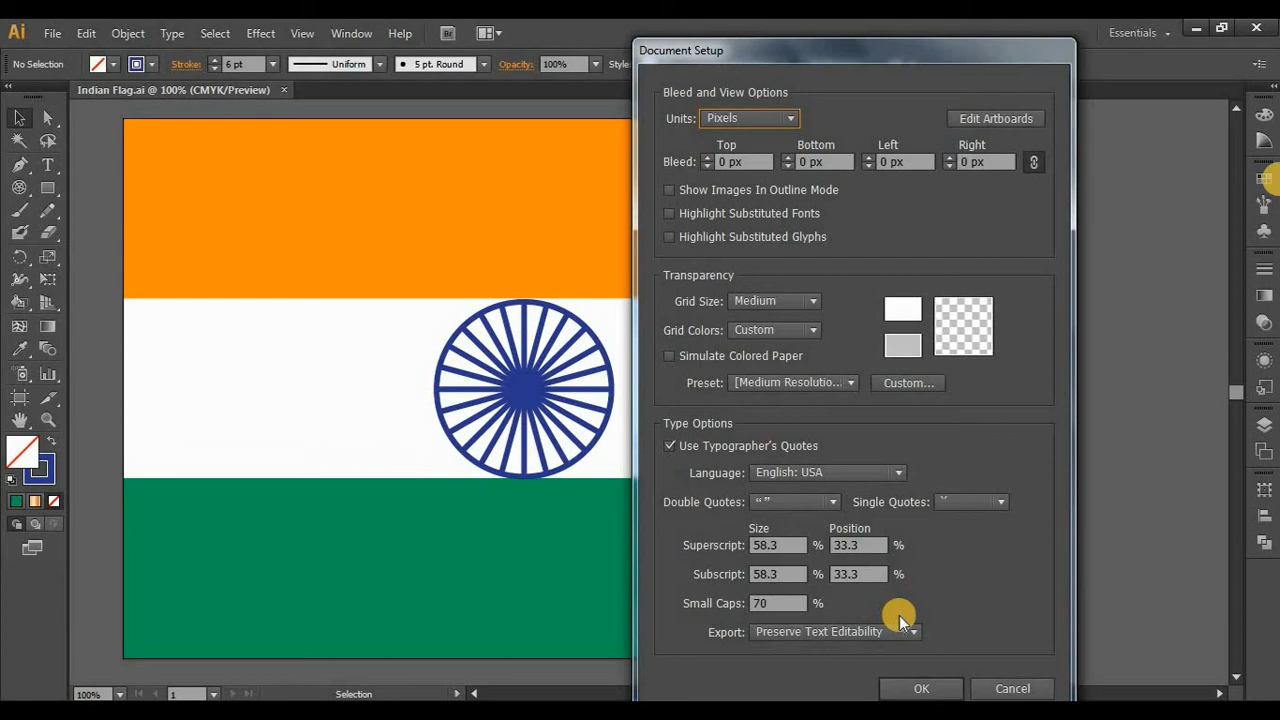 Ai File Edit Object Type Select Effect View Window Help Br Essentials
No Selection Stroke: 6 pt Uniform 5 pt. Round Opacity: 100% Style:
Indian Flag.ai @ 100% (CMYK/Preview)
Document Setup
Bleed and View Options
Units: Pixels Edit Artboards
Top Bottom Left Right
Bleed: 0 px 0 px 0 px 0 px
Show Images In Outline Mode
Highlight Substituted Fonts
Highlight Substituted Glyphs
Transparency
Grid Size: Medium
Grid Colors: Custom
Simulate Colored Paper
Preset: [Medium Resolutio... Custom...
Type Options
Use Typographer's Quotes
Language: English: USA
Double Quotes: “ ” Single Quotes:
Size Position
Superscript: 58.3 % 33.3 %
Subscript: 58.3 % 33.3 %
Small Caps: 70 %
Export: Preserve Text Editability
OK Cancel
100% 1 Selection